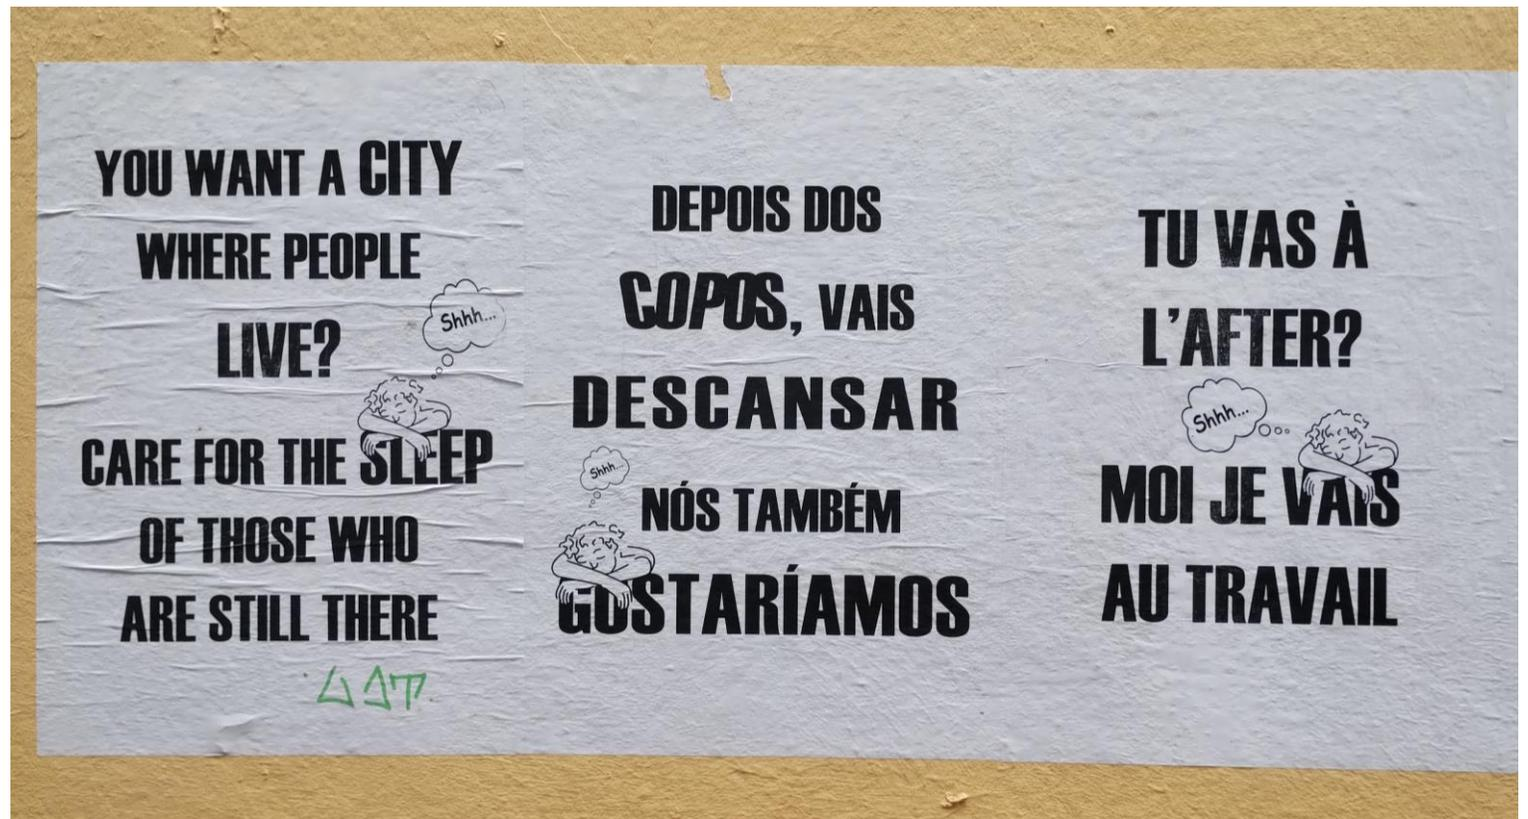 YOU WANT A CITY
WHERE PEOPLE
LIVE?
Shhh...
CARE FOR THE SLEEP
OF THOSE WHO
ARE STILL THERE
DEPOIS DOS
COPOS, VAIS
DESCANSAR
Shhh...
NÓS TAMBÉM
GOSTARÍAMOS
TU VAS À
L'AFTER?
Shhh...
MOI JE VAIS
AU TRAVAIL